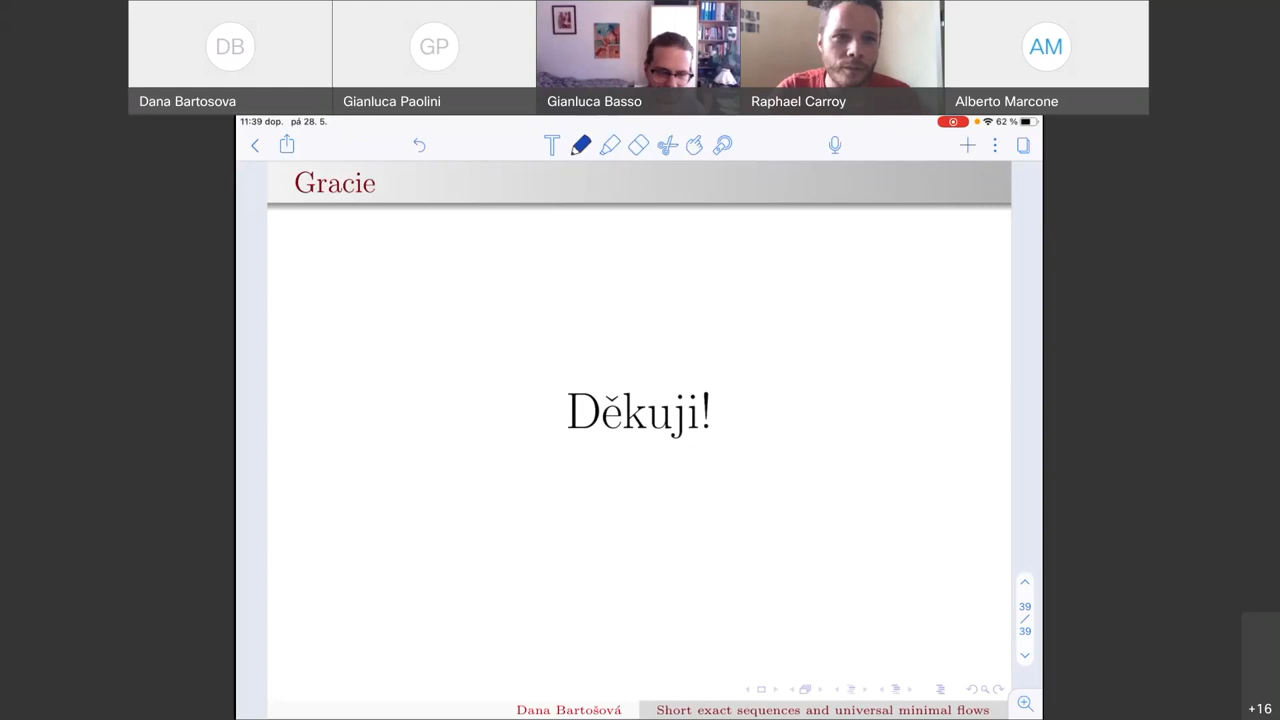 DB
GP
AM
Dana Bartosova
Gianluca Paolini
Gianluca Basso
Raphael Carroy
Alberto Marcone
11:39 dop. pá 28. 5.
62 %
Gracie
Děkuji!
39
39
Dana Bartošová
Short exact sequences and universal minimal flows
+16